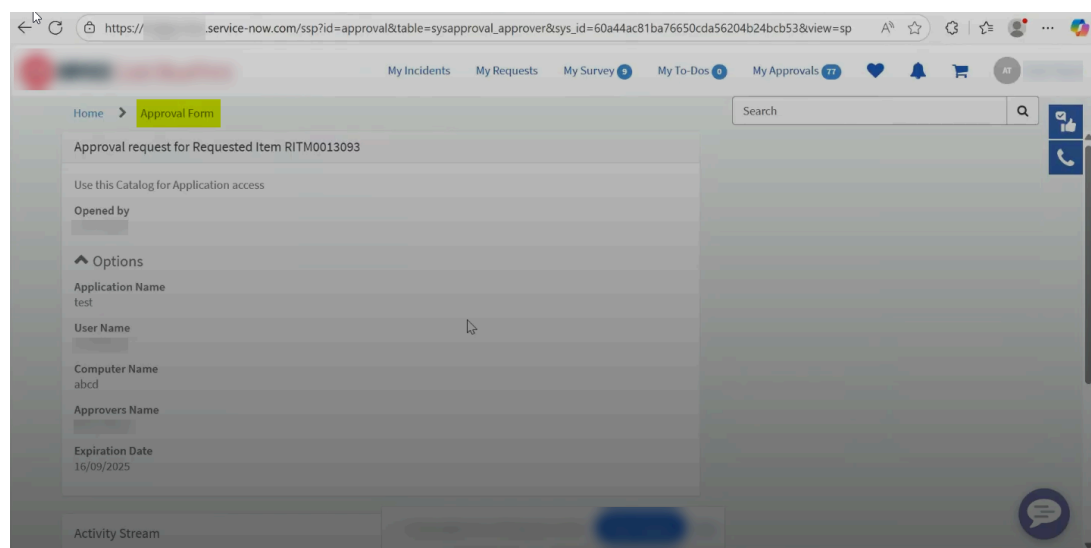 https:// .service-now.com/ssp?id=approval&table=sysapproval_approver&sys_id=60a44ac81ba76650cda56204b24bcb53&view=sp
My Incidents My Requests My Survey 9 My To-Dos 0 My Approvals 77 AT
Home > Approval Form
Search
Approval request for Requested Item RITM0013093
Use this Catalog for Application access
Opened by
Options
Application Name
test
User Name
Computer Name
abcd
Approvers Name
Expiration Date
16/09/2025
Activity Stream